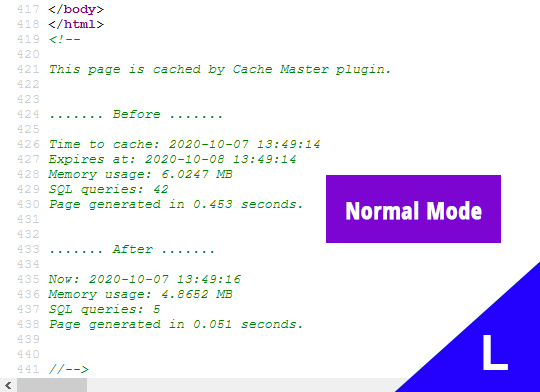 417 </body>
418 </html>
419 <!--
420
421 This page is cached by Cache Master plugin.
422
423
424 ....... Before .......
425
426 Time to cache: 2020-10-07 13:49:14
427 Expires at: 2020-10-08 13:49:14
428 Memory usage: 6.0247 MB
429 SQL queries: 42
430 Page generated in 0.453 seconds.
431
432
433 ....... After .......
434
435 Now: 2020-10-07 13:49:16
436 Memory usage: 4.8652 MB
437 SQL queries: 5
438 Page generated in 0.051 seconds.
439
440
441 //-->
Normal Mode
L